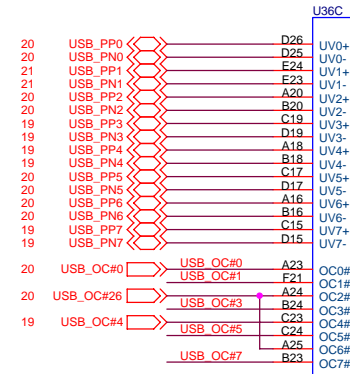 U36C
20 USB_PP0 D26 UV0+
20 USB_PN0 D25 UV0-
21 USB_PP1 E24 UV1+
21 USB_PN1 E23 UV1-
20 USB_PP2 A20 UV2+
20 USB_PN2 B20 UV2-
19 USB_PP3 C19 UV3+
19 USB_PN3 D19 UV3-
19 USB_PP4 A18 UV4+
19 USB_PN4 B18 UV4-
20 USB_PP5 C17 UV5+
20 USB_PN5 D17 UV5-
20 USB_PP6 A16 UV6+
20 USB_PN6 B16 UV6-
19 USB_PP7 C15 UV7+
19 USB_PN7 D15 UV7-
20 USB_OC#0 USB_OC#0 A23 OC0#
USB_OC#1 F21 OC1#
20 USB_OC#26 A24 OC2#
USB_OC#3 B24 OC3#
19 USB_OC#4 C23 OC4#
USB_OC#5 C24 OC5#
A25 OC6#
USB_OC#7 B23 OC7#